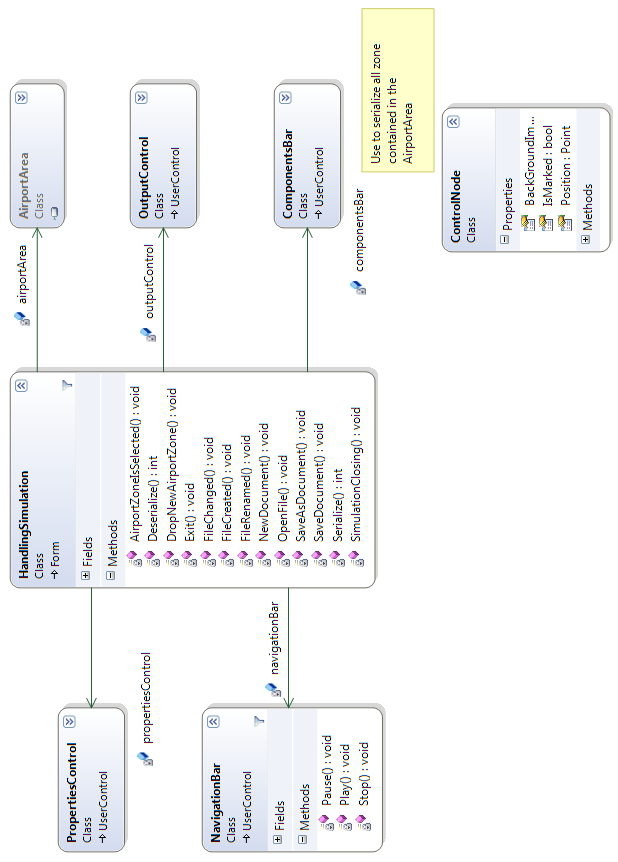 PropertiesControl
Class
UserControl
propertiesControl
NavigationBar
Class
UserControl
Fields
Methods
Pause() : void
Play() : void
Stop() : void
navigationBar
HandlingSimulation
Class
Form
Fields
Methods
AirportZoneIsSelected() : void
Deserialize() : int
DropNewAirportZone() : void
Exit() : void
FileChanged() : void
FileCreated() : void
FileRenamed() : void
NewDocument() : void
OpenFile() : void
SaveAsDocument() : void
SaveDocument() : void
Serialize() : int
SimulationClosing() : void
airportArea
outputControl
componentsBar
AirportArea
Class
OutputControl
Class
UserControl
ComponentsBar
Class
UserControl
Use to serialize all zone
contained in the
AirportArea
ControlNode
Class
Properties
BackGroundIm...
IsMarked : bool
Position : Point
Methods